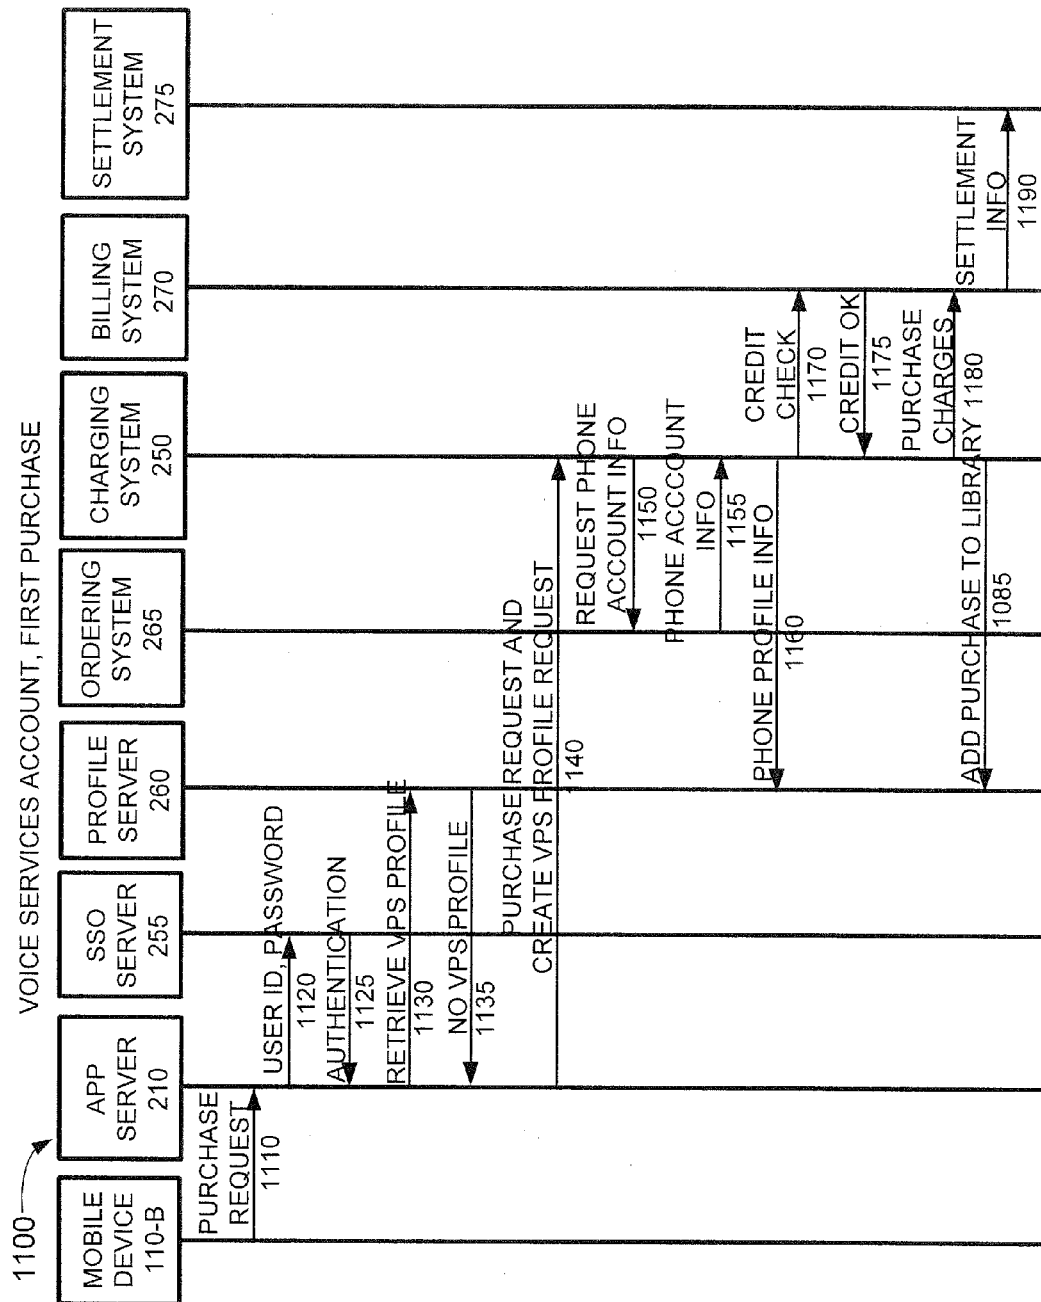 1100
VOICE SERVICES ACCOUNT, FIRST PURCHASE
MOBILE
DEVICE
110-B
APP
SERVER
210
SSO
SERVER
255
PROFILE
SERVER
260
ORDERING
SYSTEM
265
CHARGING
SYSTEM
250
BILLING
SYSTEM
270
SETTLEMENT
SYSTEM
275
PURCHASE
REQUEST
1110
USER ID, PASSWORD
1120
AUTHENTICATION
1125
RETRIEVE VPS PROFILE
1130
NO VPS PROFILE
1135
PURCHASE REQUEST AND
CREATE VPS PROFILE REQUEST
1140
REQUEST PHONE
ACCOUNT INFO
1150
PHONE ACCCOUNT
INFO
1155
PHONE PROFILE INFO
1160
CREDIT
CHECK
1170
CREDIT OK
1175
PURCHASE
CHARGES
1180
ADD PURCHASE TO LIBRARY
1085
SETTLEMENT
INFO
1190